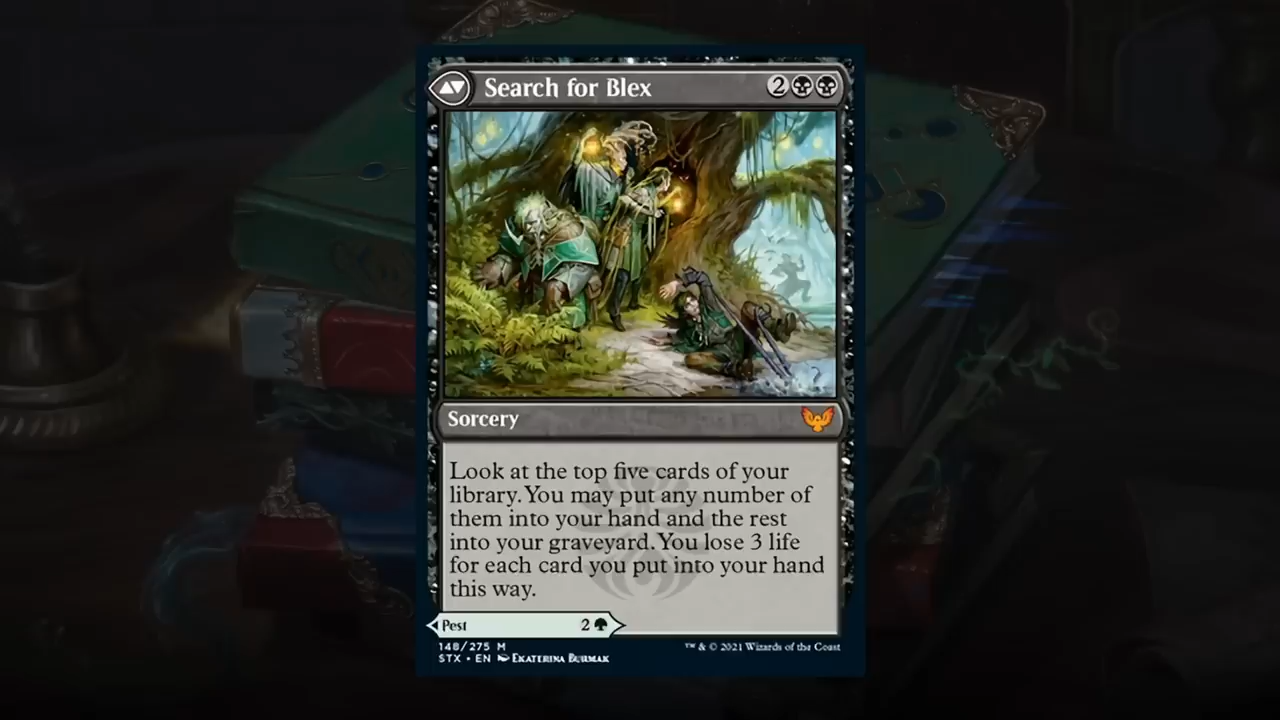 Search for Blex 2
Sorcery
Look at the top five cards of your
library. You may put any number of
them into your hand and the rest
into your graveyard. You lose 3 life
for each card you put into your hand
this way.
Pest 2
148/275 M
STX • EN Ekaterina Burmak
™ & © 2021 Wizards of the Coast